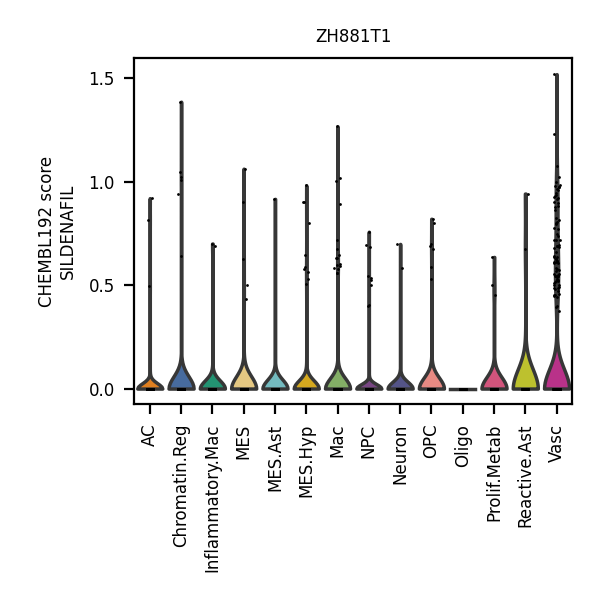 ZH881T1
CHEMBL192 score
SILDENAFIL
1.5
1.0
0.5
0.0
AC
Chromatin.Reg
Inflammatory.Mac
MES
MES.Ast
MES.Hyp
Mac
NPC
Neuron
OPC
Oligo
Prolif.Metab
Reactive.Ast
Vasc